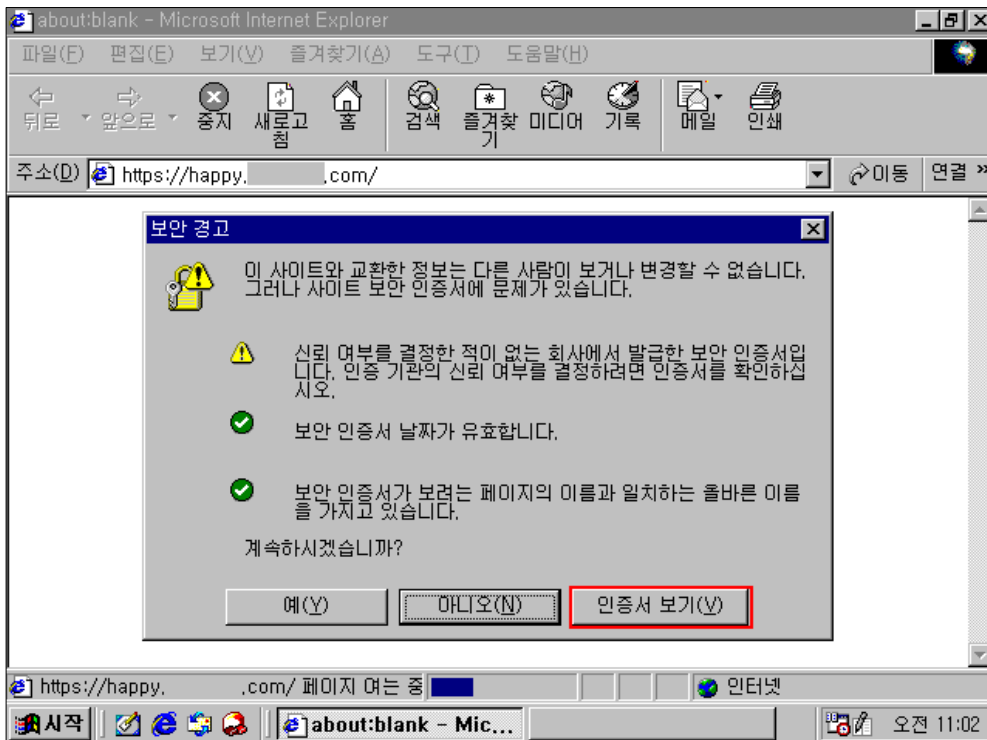 about:blank - Microsoft Internet Explorer
파일(F) 편집(E) 보기(V) 즐겨찾기(A) 도구(T) 도움말(H)
뒤로 앞으로 중지 새로고침 홈 검색 즐겨찾기 미디어 기록 메일 인쇄
주소(D) https://happy. .com/ 이동 연결 »
보안 경고
이 사이트와 교환한 정보는 다른 사람이 보거나 변경할 수 없습니다.
그러나 사이트 보안 인증서에 문제가 있습니다.
신뢰 여부를 결정한 적이 없는 회사에서 발급한 보안 인증서입
니다. 인증 기관의 신뢰 여부를 결정하려면 인증서를 확인하십
시오.
보안 인증서 날짜가 유효합니다.
보안 인증서가 보려는 페이지의 이름과 일치하는 올바른 이름
을 가지고 있습니다.
계속하시겠습니까?
예(Y) 아니오(N) 인증서 보기(V)
https://happy. .com/ 페이지 여는 중 인터넷
시작 about:blank - Mic... 오전 11:02